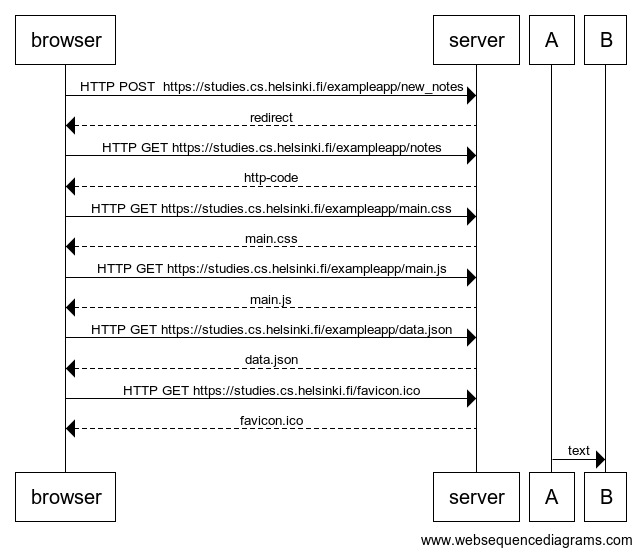 browser server A B
HTTP POST  https://studies.cs.helsinki.fi/exampleapp/new_notes
redirect
HTTP GET https://studies.cs.helsinki.fi/exampleapp/notes
http-code
HTTP GET https://studies.cs.helsinki.fi/exampleapp/main.css
main.css
HTTP GET https://studies.cs.helsinki.fi/exampleapp/main.js
main.js
HTTP GET https://studies.cs.helsinki.fi/exampleapp/data.json
data.json
HTTP GET https://studies.cs.helsinki.fi/favicon.ico
favicon.ico
text
browser server A B
www.websequencediagrams.com